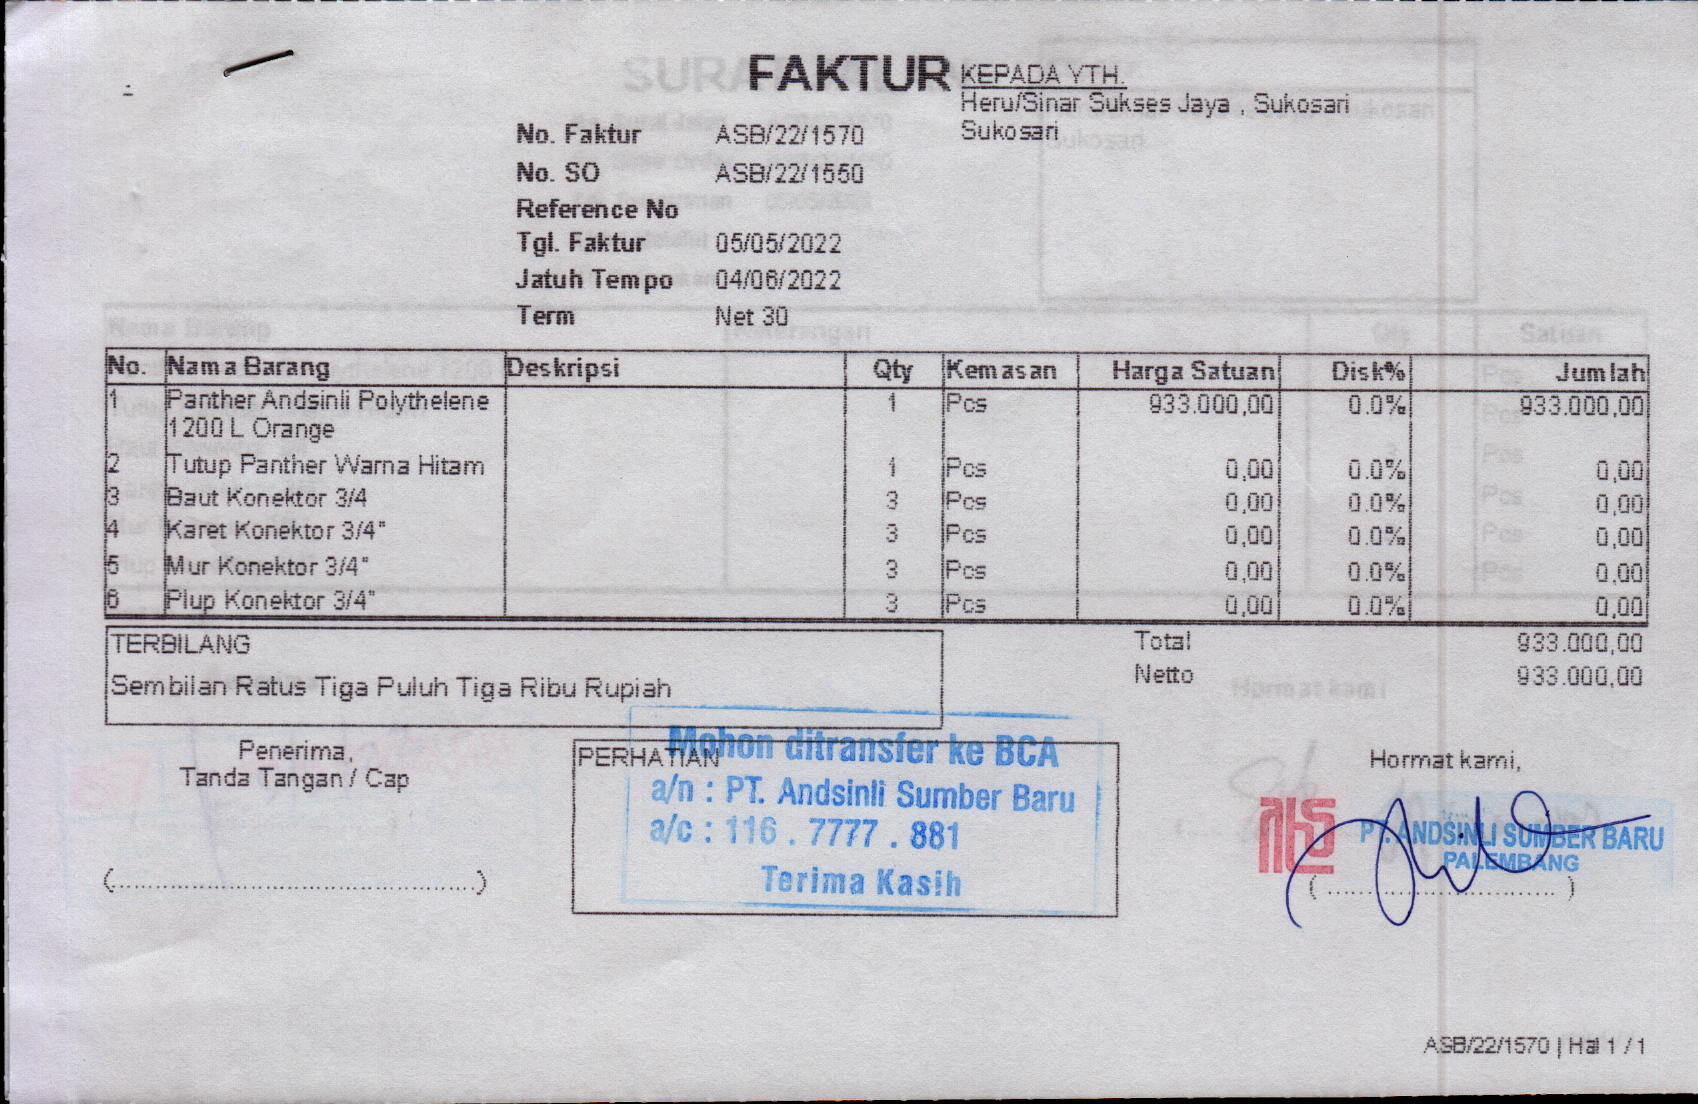 FAKTUR
KEPADA YTH.
Heru/Sinar Sukses Jaya , Sukosari
Sukosari
No. Faktur ASB/22/1570
No. SO ASB/22/1550
Reference No
Tgl. Faktur 05/05/2022
Jatuh Tempo 04/06/2022
Term Net 30
No. Nama Barang Deskripsi Qty Kemasan Harga Satuan Disk% Jumlah
1 Panther Andsinli Polythelene 1 Pcs 933.000,00 0.0% 933.000,00
1200 L Orange
2 Tutup Panther Warna Hitam 1 Pcs 0,00 0.0% 0,00
3 Baut Konektor 3/4 3 Pcs 0,00 0.0% 0,00
4 Karet Konektor 3/4" 3 Pcs 0,00 0.0% 0,00
5 Mur Konektor 3/4" 3 Pcs 0,00 0.0% 0,00
6 Plup Konektor 3/4" 3 Pcs 0,00 0.0% 0,00
TERBILANG
Sembilan Ratus Tiga Puluh Tiga Ribu Rupiah
Total 933.000,00
Netto 933.000,00
Penerima,
Tanda Tangan / Cap
(................................................)
PERHATIAN
Mohon ditransfer ke BCA
a/n : PT. Andsinli Sumber Baru
a/c : 116 . 7777 . 881
Terima Kasih
Hormat kami,
PT. ANDSINLI SUMBER BARU
PALEMBANG
(................................)
ASB/22/1570 | Hal 1 / 1